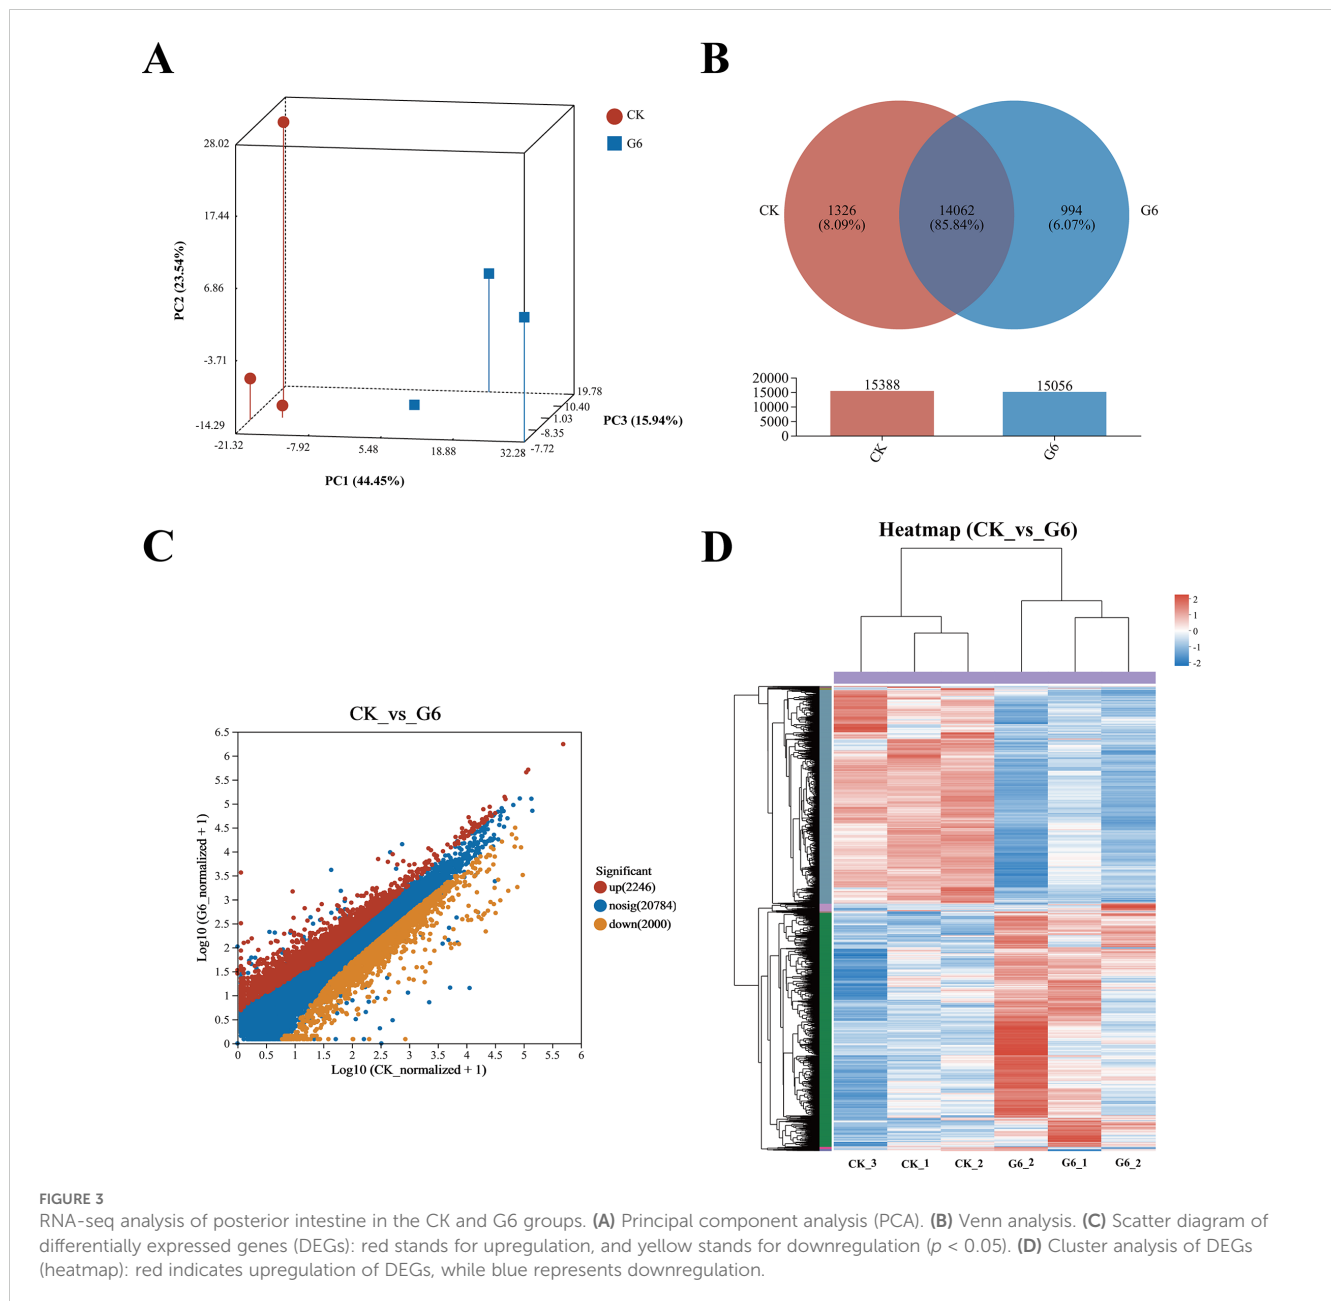 A
CK
G6
28.02
17.44
6.86
-3.71
-14.29
PC2 (23.54%)
-21.32
-7.92
5.48
18.88
32.28
PC1 (44.45%)
19.78
10.40
1.03
-8.35
-7.72
PC3 (15.94%)
B
CK
1326
(8.09%)
14062
(85.84%)
994
(6.07%)
G6
20000
15000
10000
5000
0
15388
15056
CK
G6
C
CK_vs_G6
6.5
6
5.5
5
4.5
4
3.5
3
2.5
2
1.5
1
0.5
0
Log10 (G6_normalized + 1)
0
0.5
1
1.5
2
2.5
3
3.5
4
4.5
5
5.5
6
Log10 (CK_normalized + 1)
Significant
up(2246)
nosig(20784)
down(2000)
D
Heatmap (CK_vs_G6)
2
1
0
-1
-2
CK_3
CK_1
CK_2
G6_2
G6_1
G6_2
FIGURE 3
RNA-seq analysis of posterior intestine in the CK and G6 groups. (A) Principal component analysis (PCA). (B) Venn analysis. (C) Scatter diagram of
differentially expressed genes (DEGs): red stands for upregulation, and yellow stands for downregulation (p < 0.05). (D) Cluster analysis of DEGs
(heatmap): red indicates upregulation of DEGs, while blue represents downregulation.